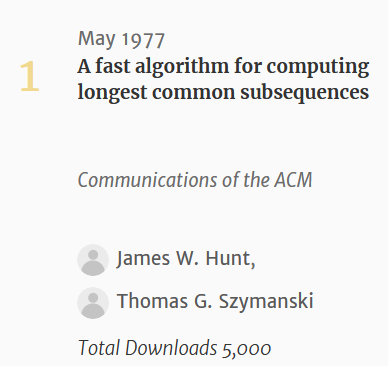 May 1977
1
A fast algorithm for computing
longest common subsequences
Communications of the ACM
James W. Hunt,
Thomas G. Szymanski
Total Downloads 5,000